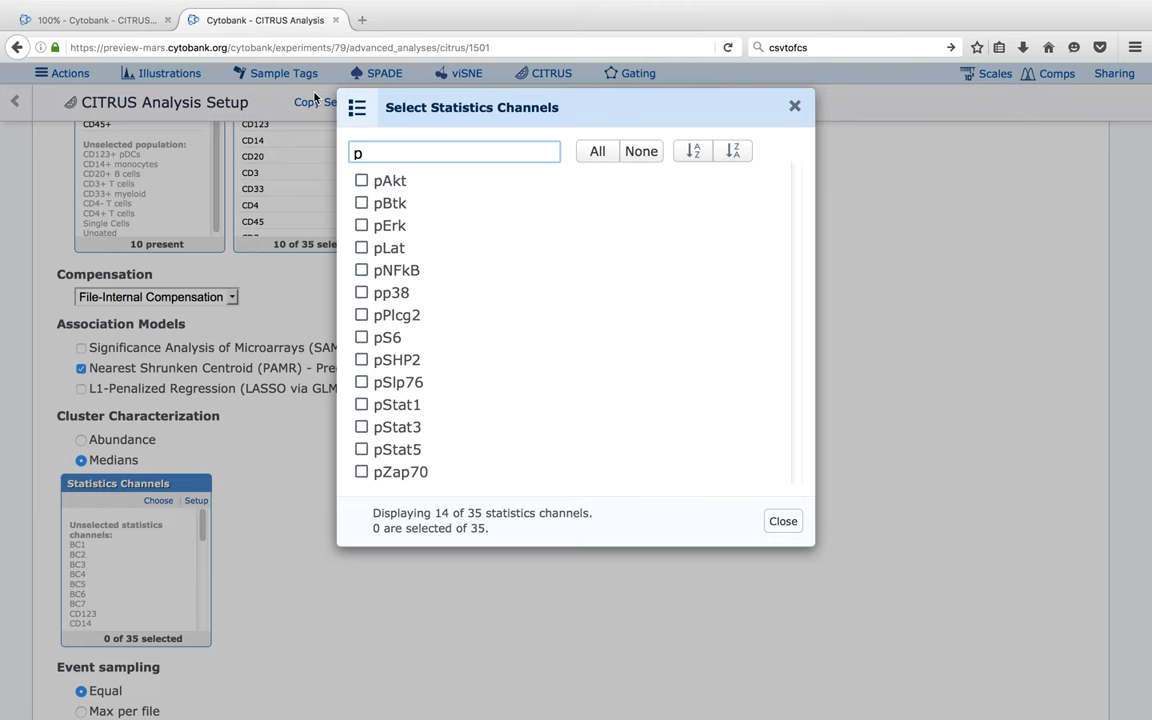 100% - Cytobank - CITRUS...
Cytobank - CITRUS Analysis
https://preview-mars.cytobank.org/cytobank/experiments/79/advanced_analyses/citrus/1501
csvtofcs
Actions
Illustrations
Sample Tags
SPADE
viSNE
CITRUS
Gating
Scales
Comps
Sharing
CITRUS Analysis Setup
Copy Se
Select Statistics Channels
p
All
None
CD45+
Unselected population:
CD123+ pDCs
CD14+ monocytes
CD20+ B cells
CD3+ T cells
CD33+ myeloid
CD4- T cells
CD4+ T cells
Single Cells
Ungated
10 present
CD123
CD14
CD20
CD3
CD33
CD4
CD45
10 of 35 sele
pAkt
pBtk
pErk
pLat
pNFkB
pp38
pPlcg2
pS6
pSHP2
pSlp76
pStat1
pStat3
pStat5
pZap70
Displaying 14 of 35 statistics channels.
0 are selected of 35.
Close
Compensation
File-Internal Compensation
Association Models
Significance Analysis of Microarrays (SAM
Nearest Shrunken Centroid (PAMR) - Pre
L1-Penalized Regression (LASSO via GLM
Cluster Characterization
Abundance
Medians
Statistics Channels
Choose | Setup
Unselected statistics
channels:
BC1
BC2
BC3
BC4
BC5
BC6
BC7
CD123
CD14
0 of 35 selected
Event sampling
Equal
Max per file